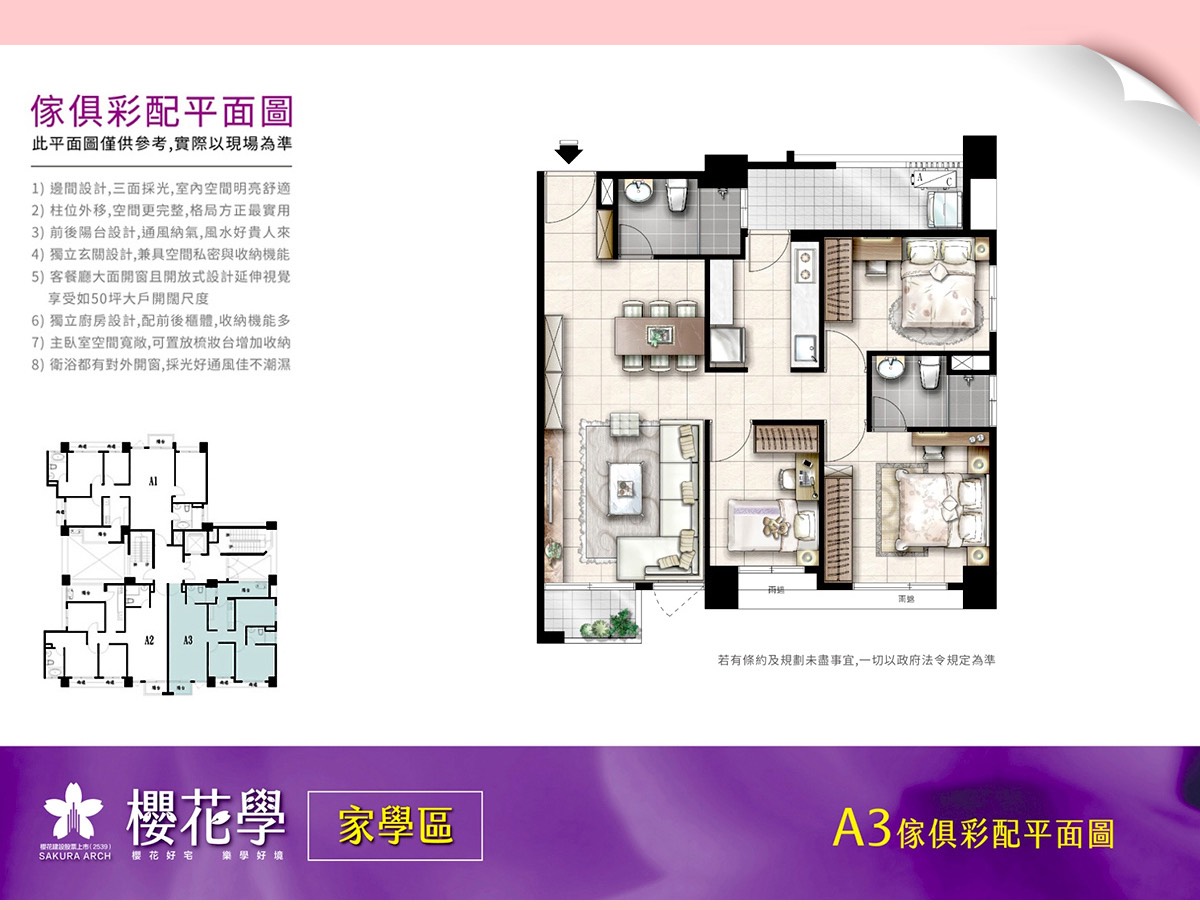 傢俱彩配平面圖
此平面圖僅供參考,實際以現場為準
1) 邊間設計,三面採光,室內空間明亮舒適
2) 柱位外移,空間更完整,格局方正最實用
3) 前後陽台設計,通風納氣,風水好貴人來
4) 獨立玄關設計,兼具空間私密與收納機能
5) 客餐廳大面開窗且開放式設計延伸視覺
享受如50坪大戶開闊尺度
6) 獨立廚房設計,配前後櫃體,收納機能多
7) 主臥室空間寬敞,可置放梳妝台增加收納
8) 衛浴都有對外開窗,採光好通風佳不潮濕
A C
雨遮
雨遮
若有條約及規劃未盡事宜,一切以政府法令規定為準
A1
A2
A3
櫻花建設股票上市(2539)
SAKURA ARCH
櫻花學
櫻花好宅 樂學好境
家學區
A3傢俱彩配平面圖